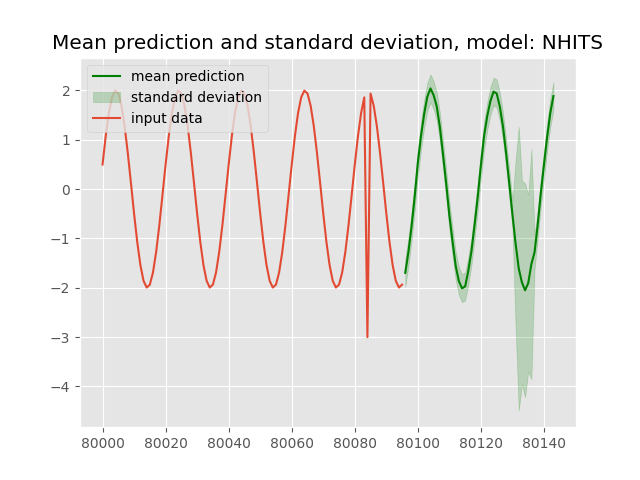 Mean prediction and standard deviation, model: NHITS
mean prediction
standard deviation
input data
2
1
0
−1
−2
−3
−4
80000 80020 80040 80060 80080 80100 80120 80140